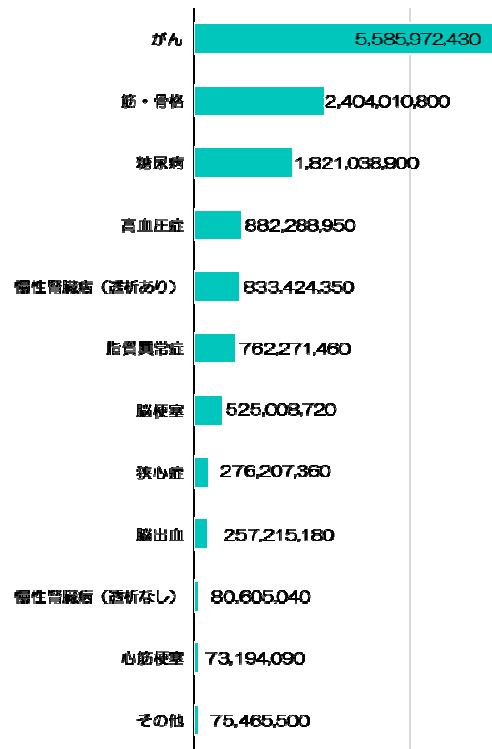 がん 5,585,972,430
筋・骨格 2,404,010,800
糖尿病 1,821,038,900
高血圧症 882,288,950
慢性腎臓病（透析あり） 833,424,350
脂質異常症 762,271,460
脳梗塞 525,008,720
狭心症 276,207,360
脳出血 257,215,180
慢性腎臓病（透析なし） 80,605,040
心筋梗塞 73,194,090
その他 75,465,500